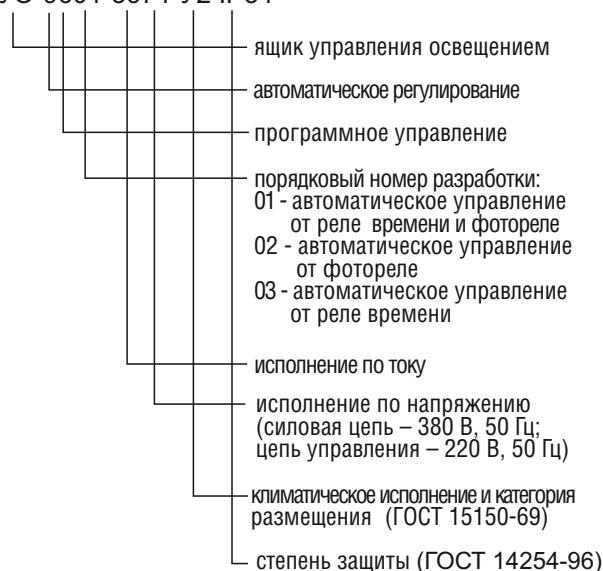 ящик управления освещением
автоматическое регулирование
программное управление
порядковый номер разработки:
01 - автоматическое управление
от реле времени и фотореле
02 - автоматическое управление
от фотореле
03 - автоматическое управление
от реле времени
исполнение по току
исполнение по напряжению
(силовая цепь – 380 В, 50 Гц;
цепь управления – 220 В, 50 Гц)
климатическое исполнение и категория
размещения (ГОСТ 15150-69)
степень защиты (ГОСТ 14254-96)